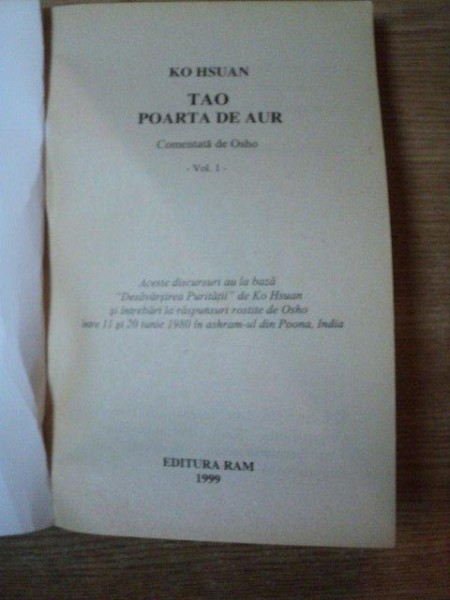 KO HSUAN
TAO
POARTA DE AUR
Comentată de Osho
- Vol. 1 -
Aceste discursuri au la bază
"Desăvârşirea Purităţii" de Ko Hsuan
şi întrebări la răspunsuri rostite de Osho
între 11 şi 20 iunie 1980 în ashram-ul din Poona, India
EDITURA RAM
1999